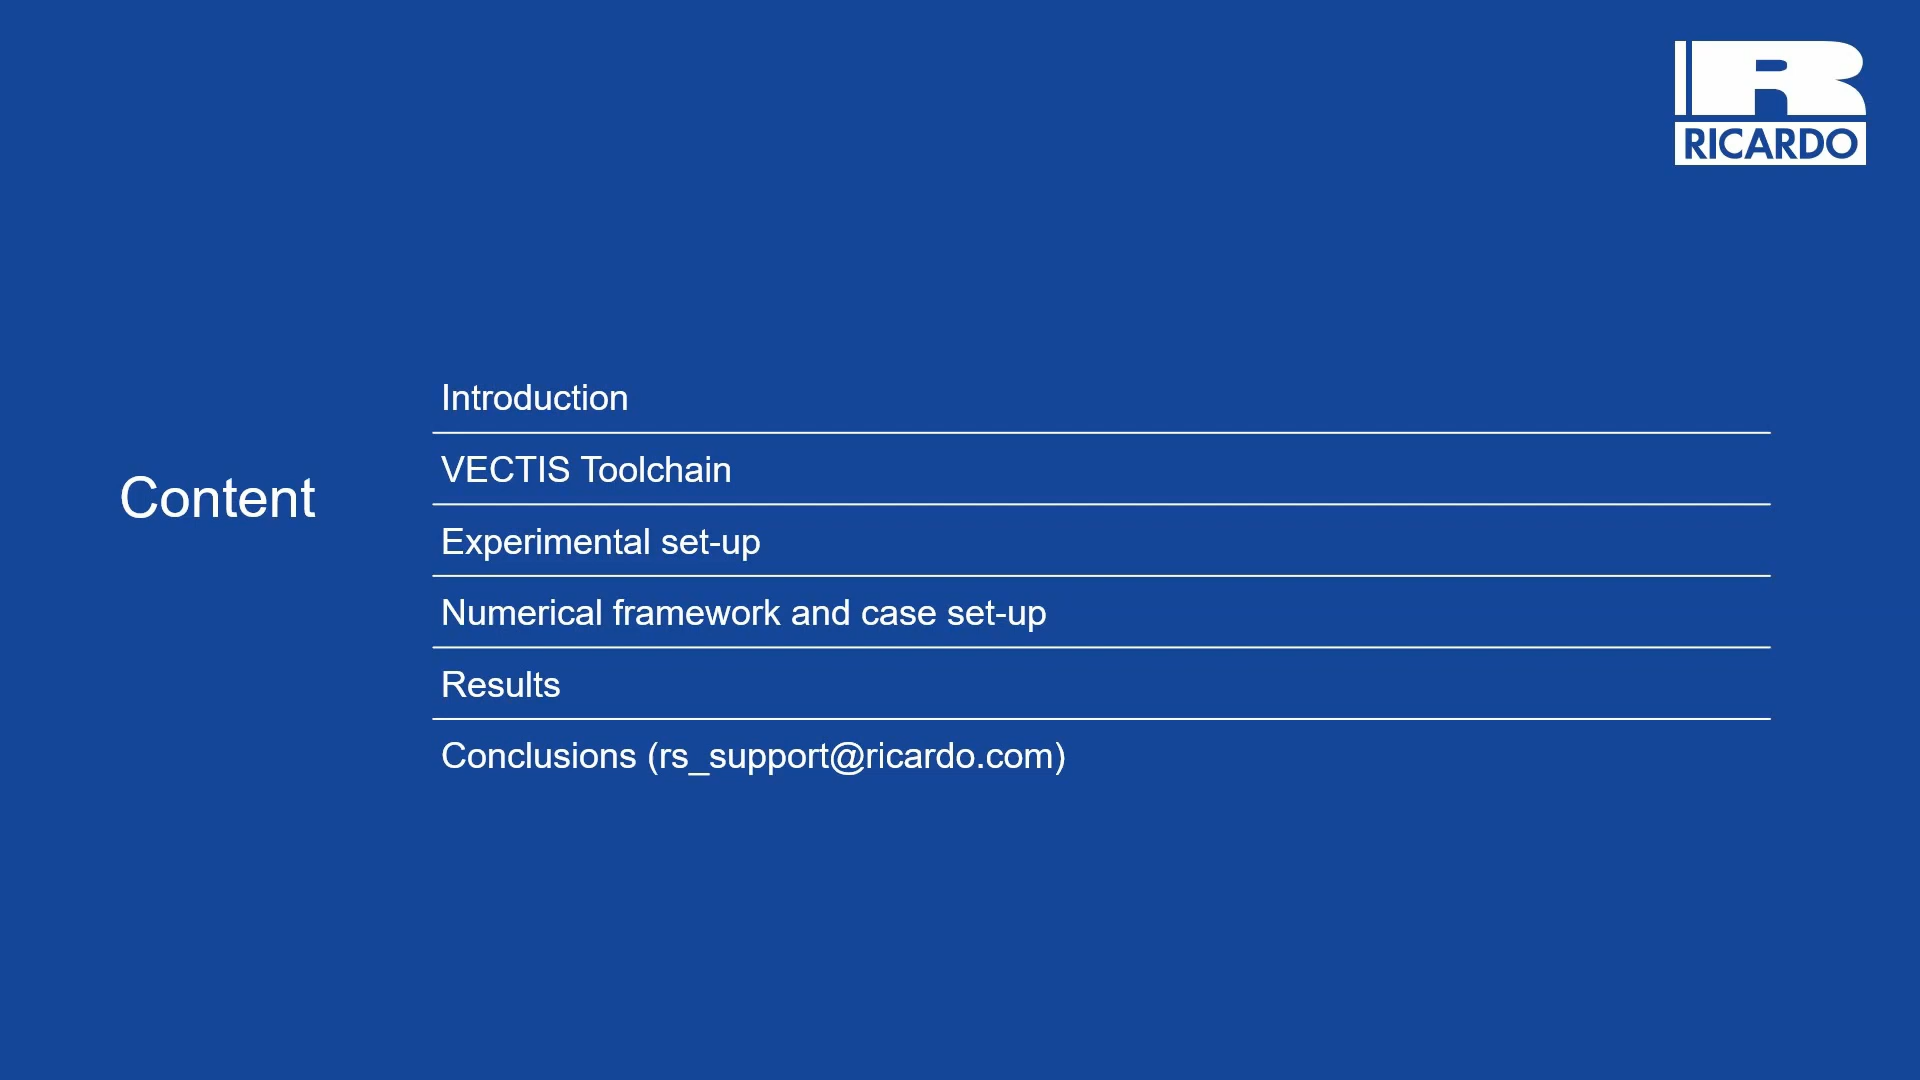 RICARDO
Content
Introduction
VECTIS Toolchain
Experimental set-up
Numerical framework and case set-up
Results
Conclusions (rs_support@ricardo.com)